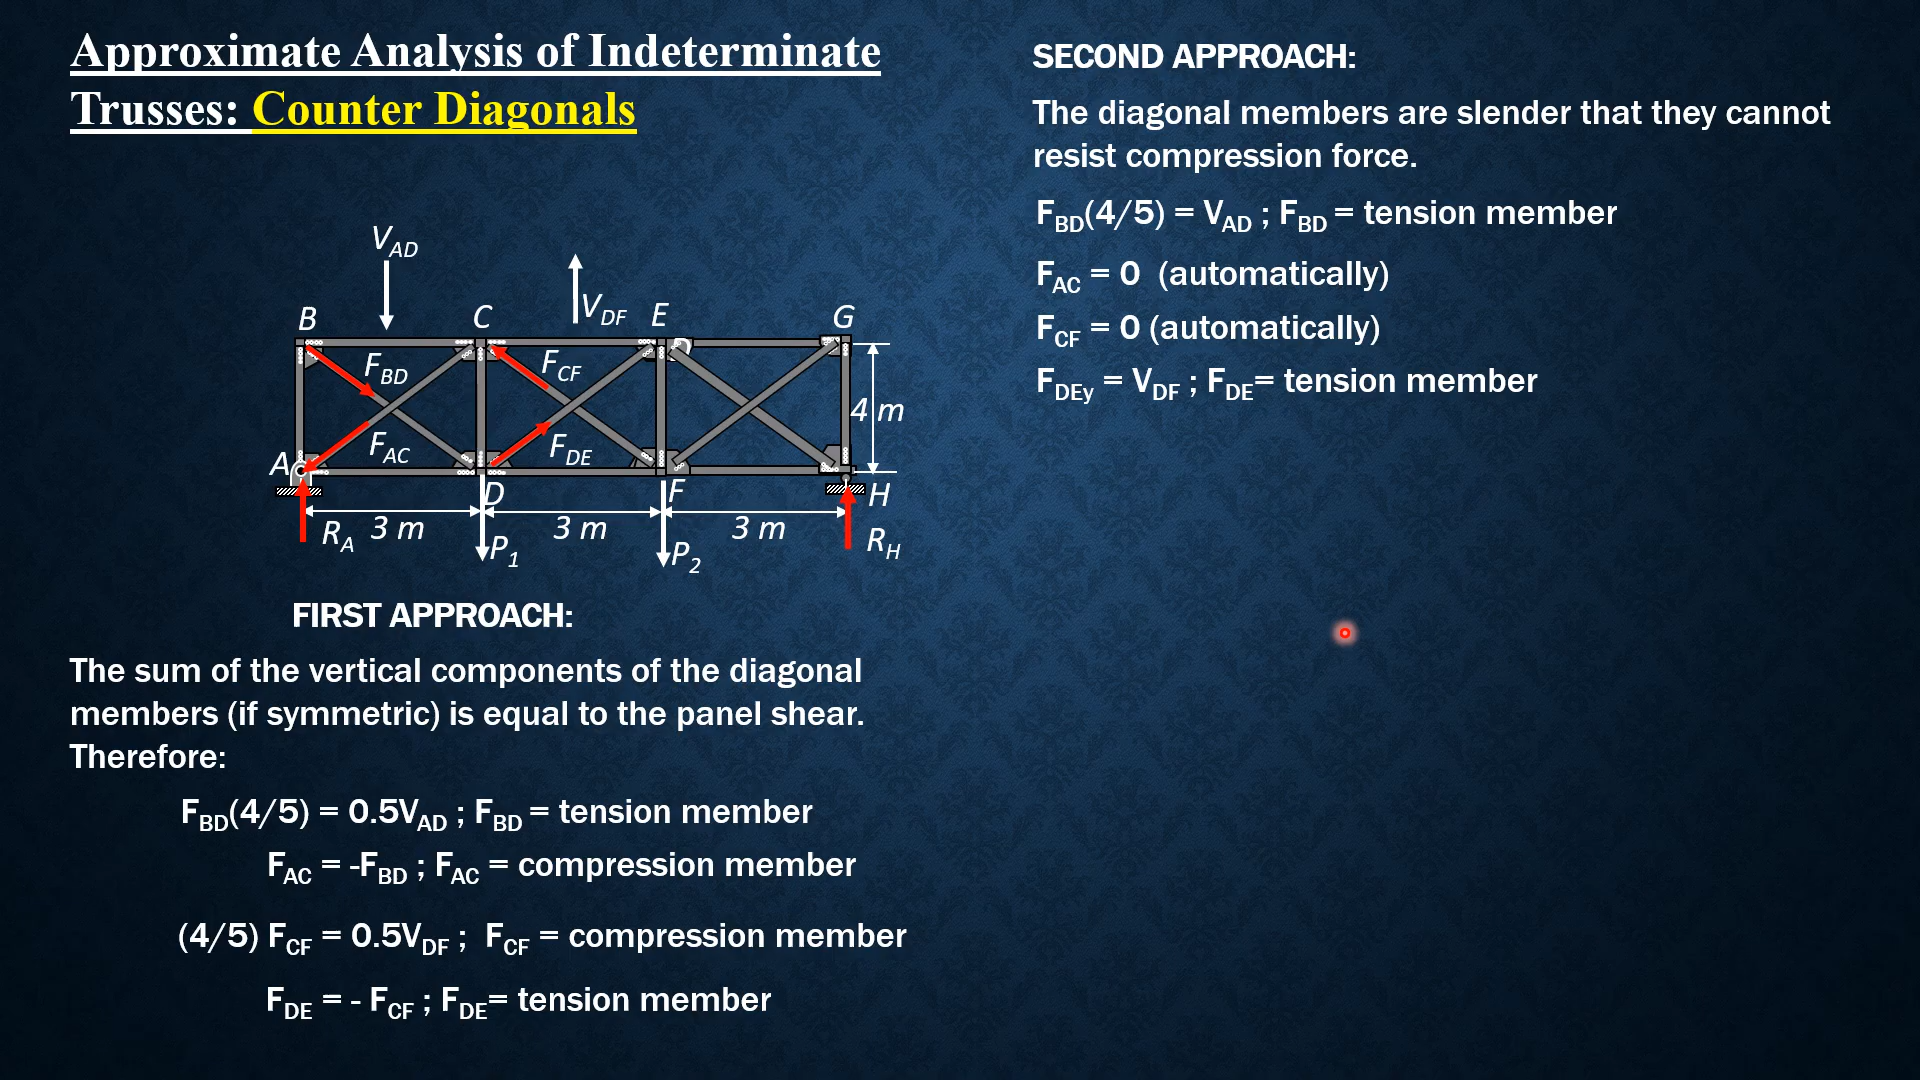 Approximate Analysis of Indeterminate
Trusses: Counter Diagonals
V_AD
V_DF
B
C
E
G
F_BD
F_CF
4 m
F_AC
F_DE
A
D
F
H
R_A
3 m
3 m
3 m
R_H
P_1
P_2
FIRST APPROACH:
The sum of the vertical components of the diagonal
members (if symmetric) is equal to the panel shear.
Therefore:
F_BD(4/5) = 0.5V_AD ; F_BD = tension member
F_AC = -F_BD ; F_AC = compression member
(4/5) F_CF = 0.5V_DF ; F_CF = compression member
F_DE = - F_CF ; F_DE= tension member
SECOND APPROACH:
The diagonal members are slender that they cannot
resist compression force.
F_BD(4/5) = V_AD ; F_BD = tension member
F_AC = 0 (automatically)
F_CF = 0 (automatically)
F_DEy = V_DF ; F_DE= tension member